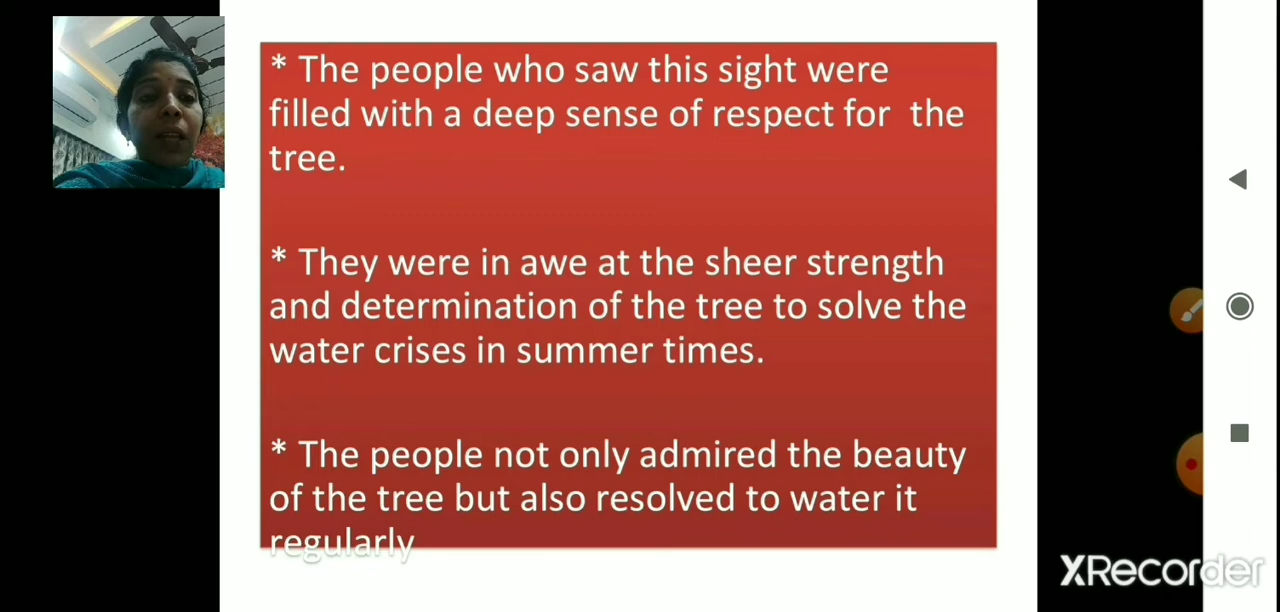 * The people who saw this sight were
filled with a deep sense of respect for  the
tree.
* They were in awe at the sheer strength
and determination of the tree to solve the
water crises in summer times.
* The people not only admired the beauty
of the tree but also resolved to water it
regularly
XRecorder